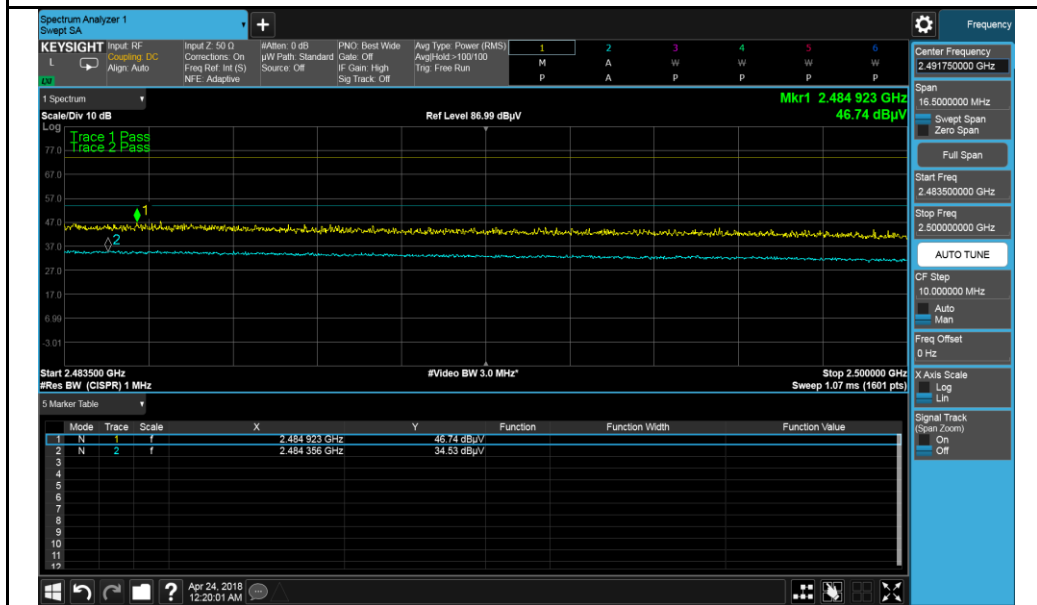 Spectrum Analyzer 1
Swept SA
+
Frequency
KEYSIGHT
L
Input: RF
Coupling: DC
Align: Auto
Input Z: 50 Ω
Corrections: On
Freq Ref: Int (S)
NFE: Adaptive
#Atten: 0 dB
µW Path: Standard
Source: Off
PNO: Best Wide
Gate: Off
IF Gain: High
Sig Track: Off
Avg Type: Power (RMS)
Avg|Hold:>100/100
Trig: Free Run
1 2 3 4 5 6
M A W W W W
P A P P P P
1 Spectrum
Scale/Div 10 dB
Ref Level 86.99 dBµV
Mkr1 2.484 923 GHz
46.74 dBµV
Log
Trace 1 Pass
Trace 2 Pass
77.0
67.0
57.0
47.0
37.0
27.0
17.0
6.99
-3.01
1
2
Start 2.483500 GHz
#Video BW 3.0 MHz*
Stop 2.500000 GHz
#Res BW (CISPR) 1 MHz
Sweep 1.07 ms (1601 pts)
5 Marker Table
Mode Trace Scale X Y Function Function Width Function Value
1 N 1 f 2.484 923 GHz 46.74 dBµV
2 N 2 f 2.484 356 GHz 34.53 dBµV
3
4
5
6
7
8
9
10
11
12
Center Frequency
2.491750000 GHz
Span
16.5000000 MHz
Swept Span
Zero Span
Full Span
Start Freq
2.483500000 GHz
Stop Freq
2.500000000 GHz
AUTO TUNE
CF Step
10.000000 MHz
Auto
Man
Freq Offset
0 Hz
X Axis Scale
Log
Lin
Signal Track
(Span Zoom)
On
Off
?
Apr 24, 2018
12:20:01 AM